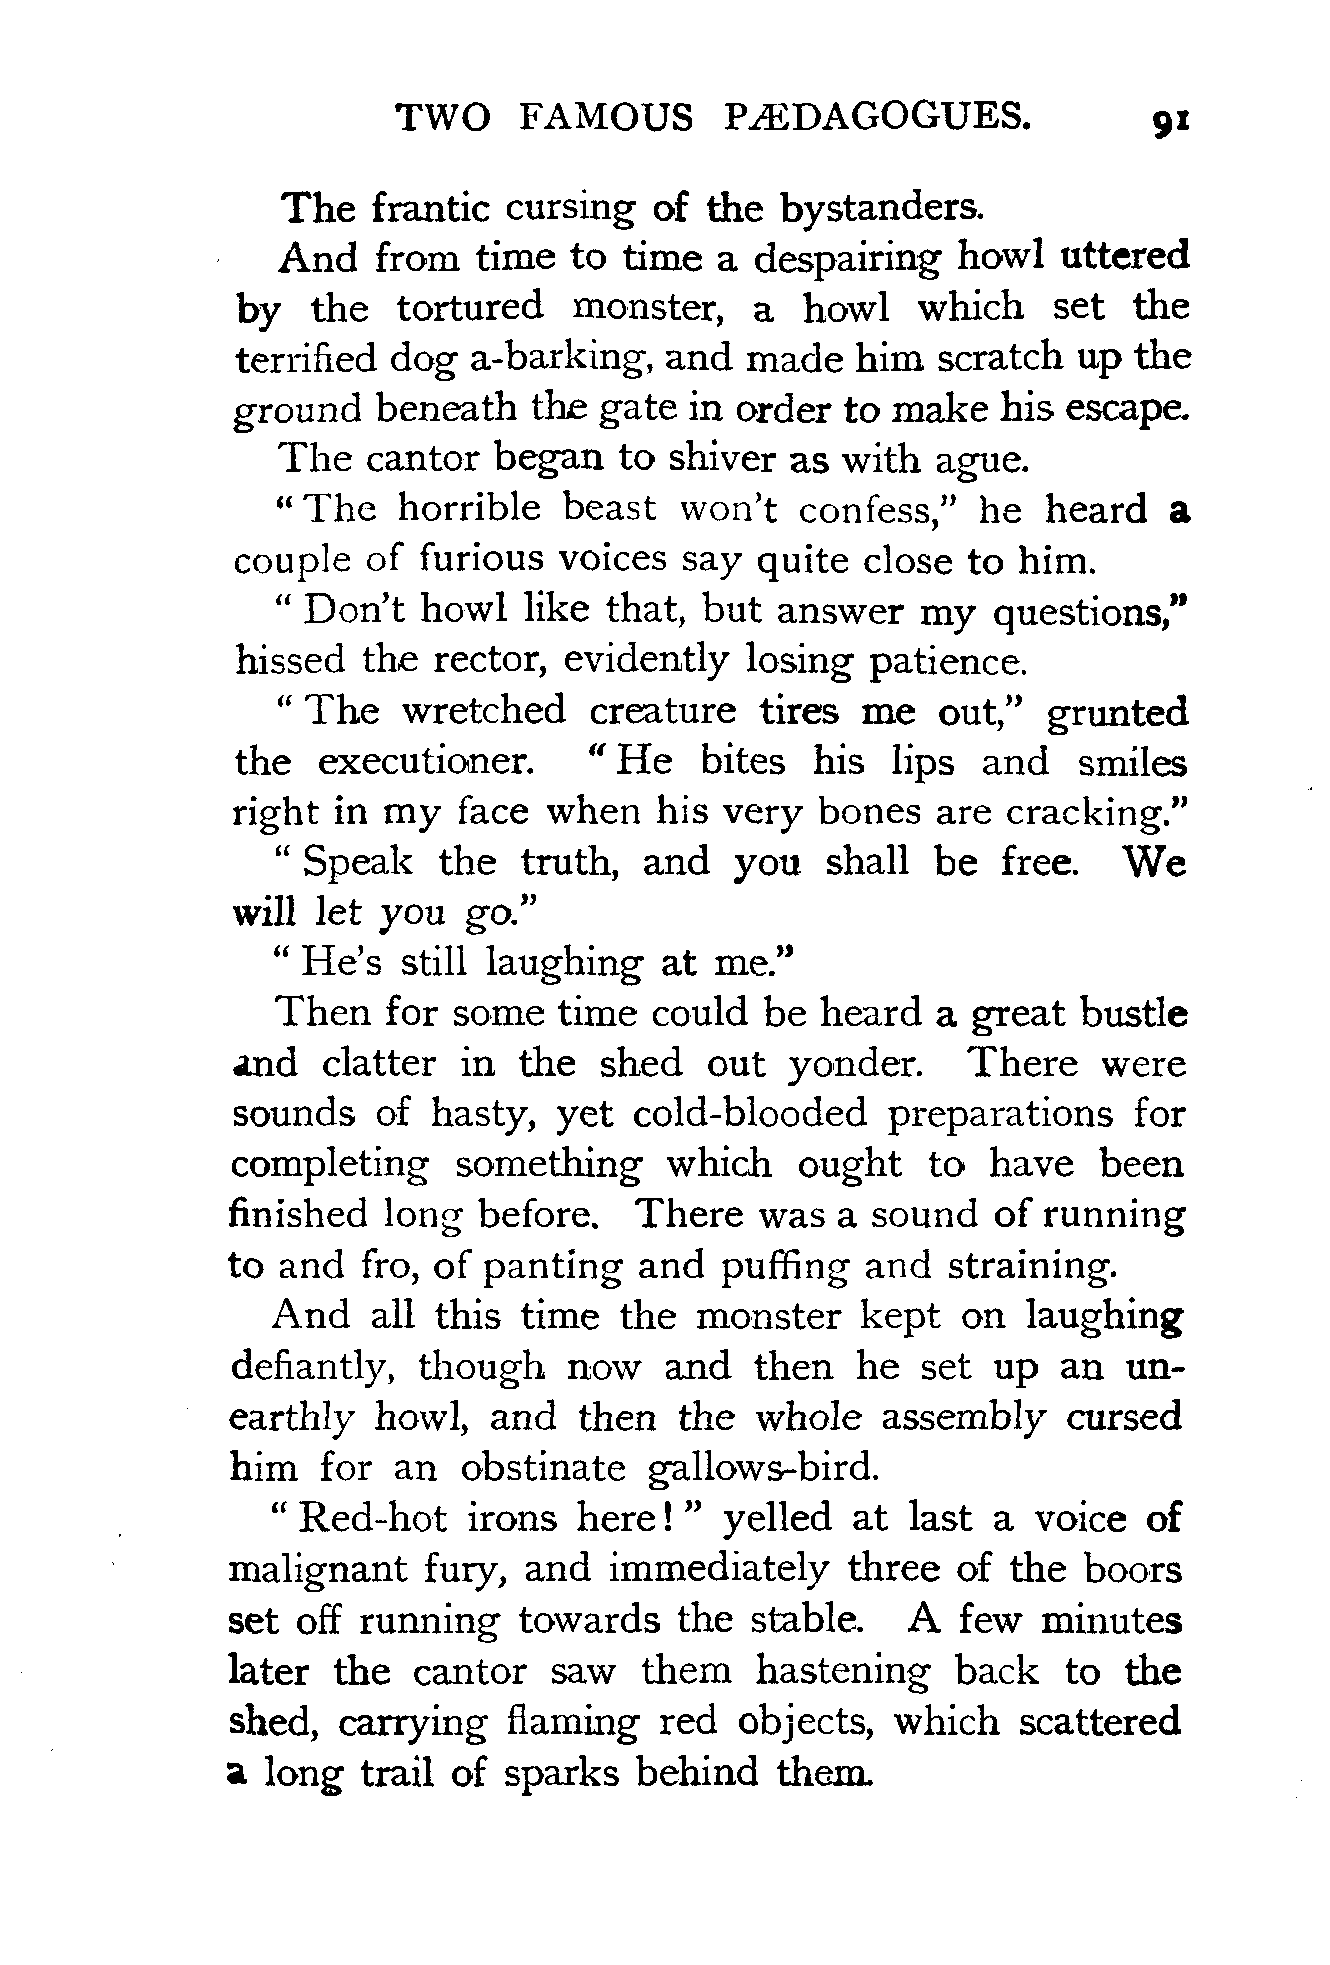 TWO FAMOUS PÆDAGOGUES. 91
The frantic cursing of the bystanders.
And from time to time a despairing howl uttered
by the tortured monster, a howl which set the
terrified dog a-barking, and made him scratch up the
ground beneath the gate in order to make his escape.
The cantor began to shiver as with ague.
“The horrible beast won’t confess,” he heard a
couple of furious voices say quite close to him.
“Don’t howl like that, but answer my questions,”
hissed the rector, evidently losing patience.
“The wretched creature tires me out,” grunted
the executioner. “He bites his lips and smiles
right in my face when his very bones are cracking.”
“Speak the truth, and you shall be free. We
will let you go.”
“He’s still laughing at me.”
Then for some time could be heard a great bustle
and clatter in the shed out yonder. There were
sounds of hasty, yet cold-blooded preparations for
completing something which ought to have been
finished long before. There was a sound of running
to and fro, of panting and puffing and straining.
And all this time the monster kept on laughing
defiantly, though now and then he set up an un-
earthly howl, and then the whole assembly cursed
him for an obstinate gallows-bird.
“Red-hot irons here!” yelled at last a voice of
malignant fury, and immediately three of the boors
set off running towards the stable. A few minutes
later the cantor saw them hastening back to the
shed, carrying flaming red objects, which scattered
a long trail of sparks behind them.